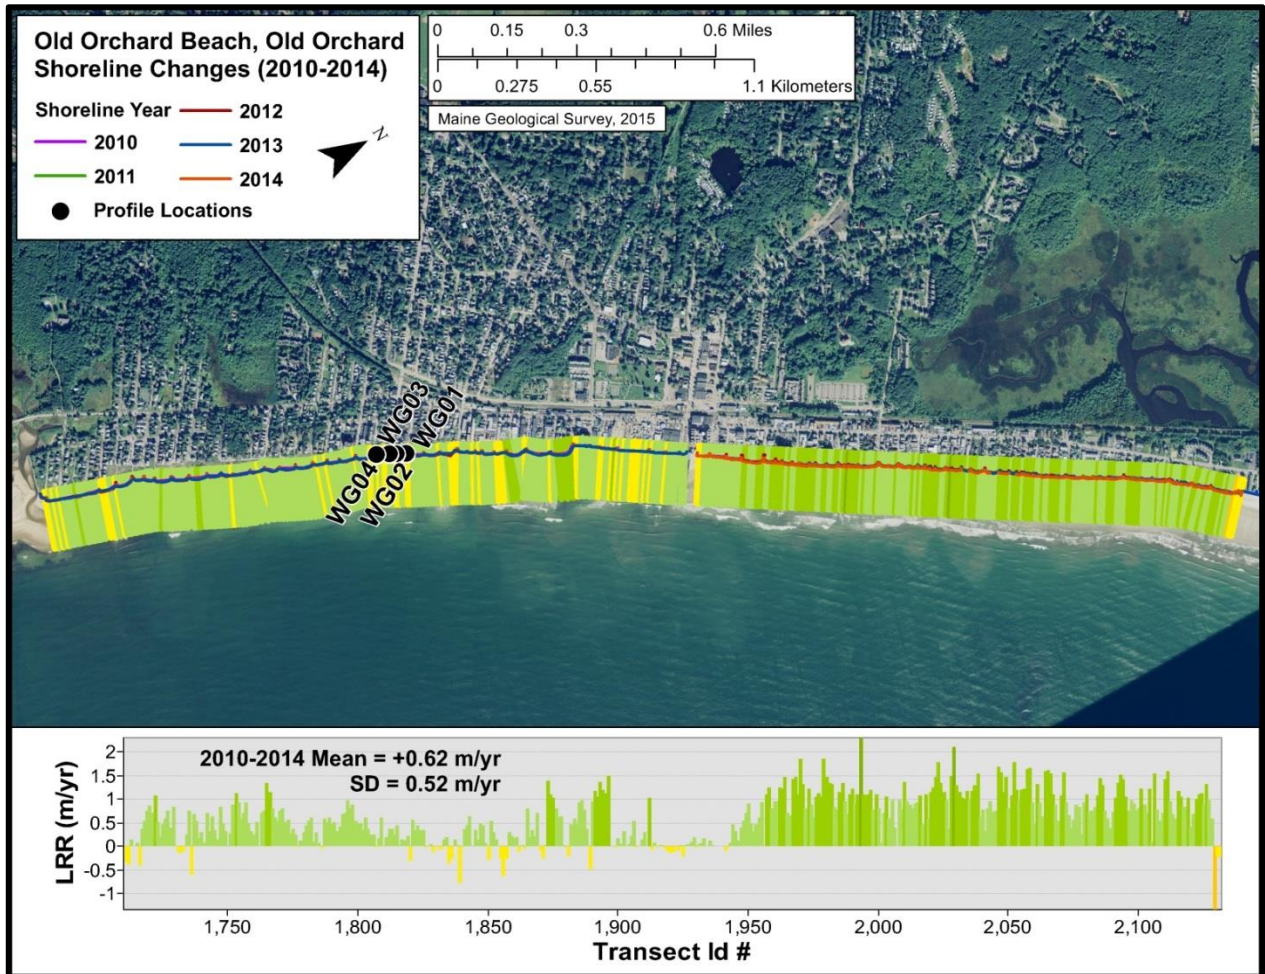 Old Orchard Beach, Old Orchard
Shoreline Changes (2010-2014)
Shoreline Year
2010
2011
2012
2013
2014
Profile Locations
N
0 0.15 0.3 0.6 Miles
0 0.275 0.55 1.1 Kilometers
Maine Geological Survey, 2015
WG03
WG01
WG04
WG02
2010-2014 Mean = +0.62 m/yr
SD = 0.52 m/yr
LRR (m/yr)
2
1.5
1
0.5
0
-0.5
-1
1,750 1,800 1,850 1,900 1,950 2,000 2,050 2,100
Transect Id #